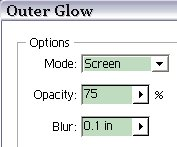 Outer Glow
Options
Mode: Screen
Opacity: 75 %
Blur: 0.1 in